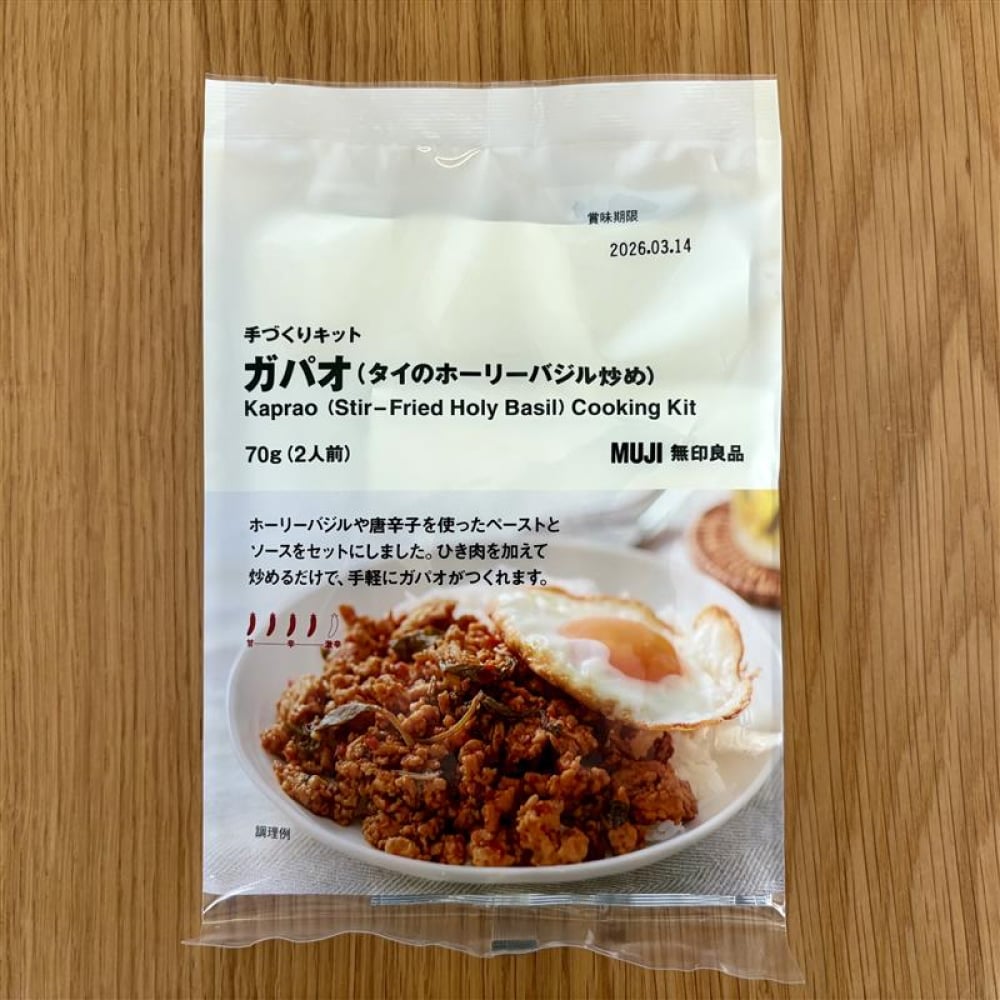 賞味期限
2026.03.14
手づくりキット
ガパオ(タイのホーリーバジル炒め)
Kaprao (Stir-Fried Holy Basil) Cooking Kit
70g(2人前)
MUJI 無印良品
ホーリーバジルや唐辛子を使ったペーストと
ソースをセットにしました。ひき肉を加えて
炒めるだけで、手軽にガパオがつくれます。
甘 辛 激辛
調理例